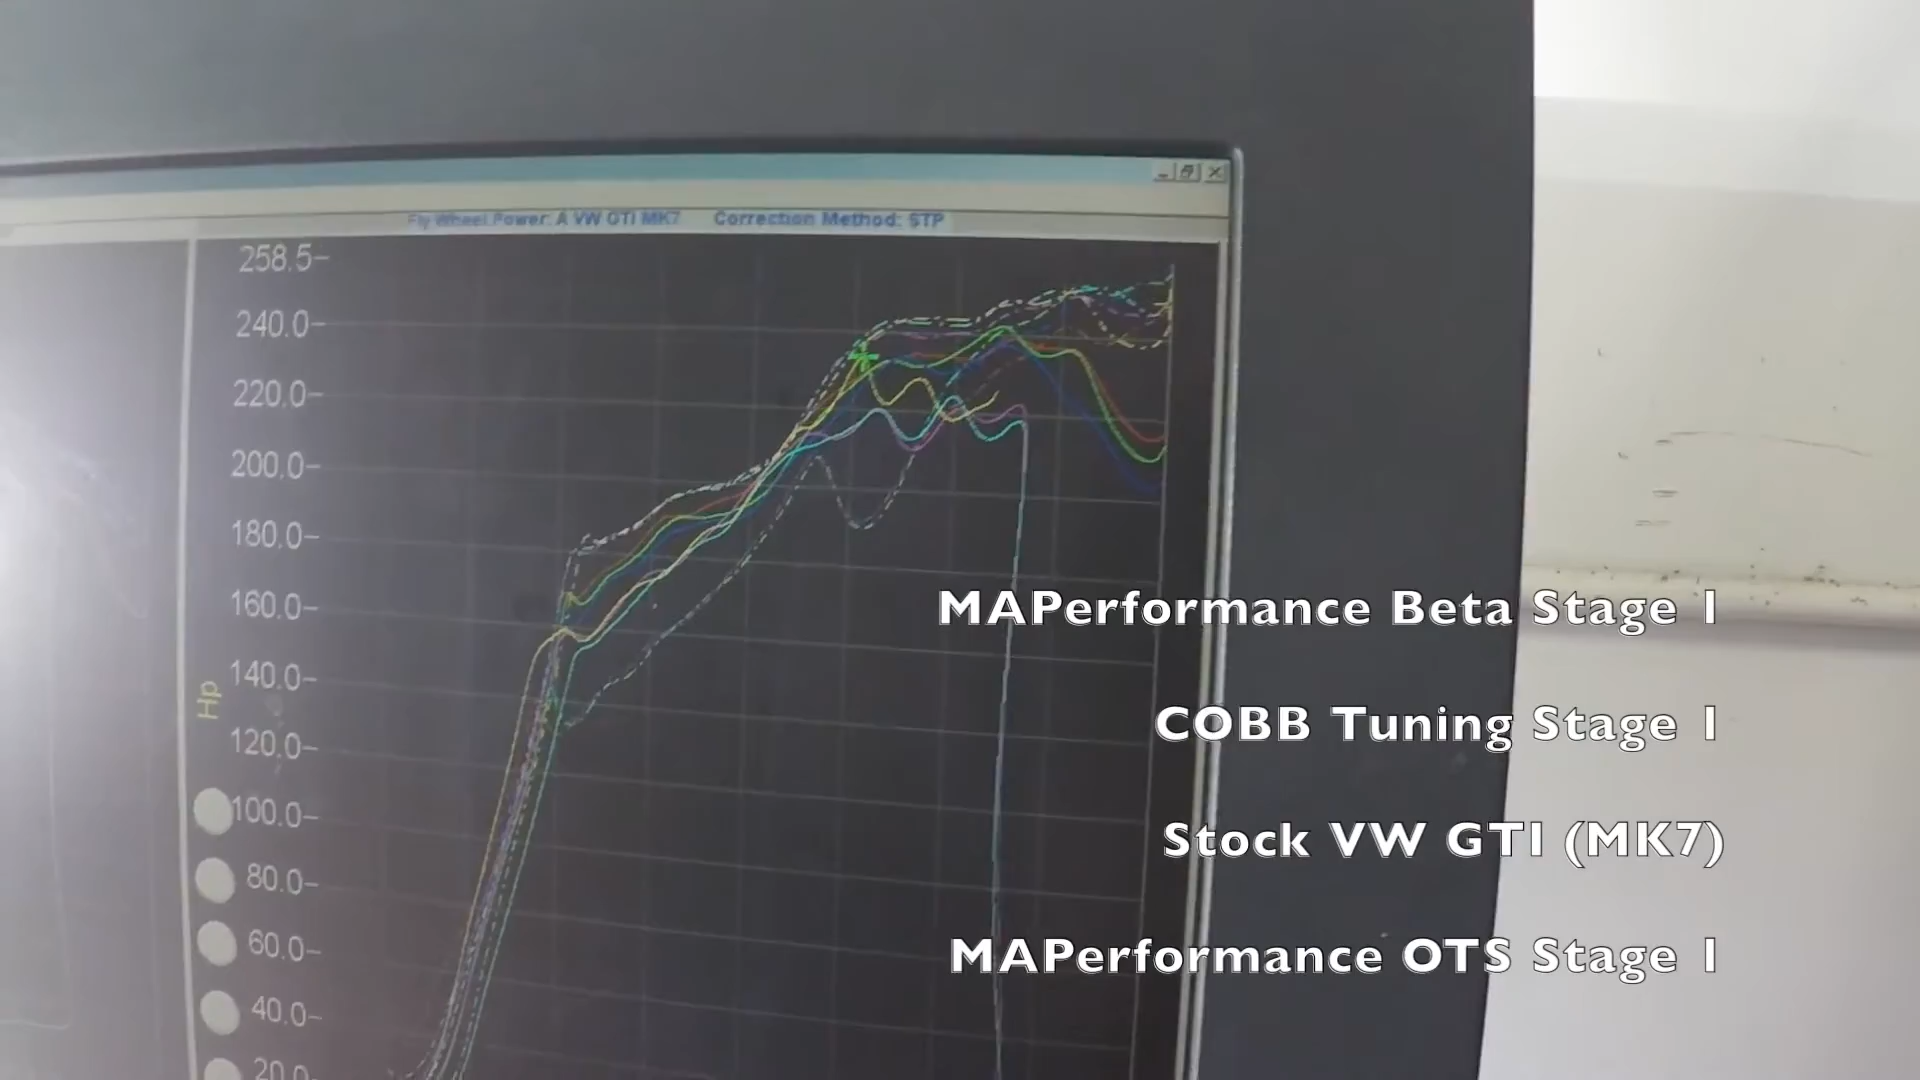 Fly Wheel Power: A VW GTI MK7 Correction Method: STP
258.5
240.0
220.0
200.0
180.0
160.0
Hp
140.0
120.0
100.0
80.0
60.0
40.0
20.0
MAPerformance Beta Stage 1
COBB Tuning Stage 1
Stock VW GTI (MK7)
MAPerformance OTS Stage 1